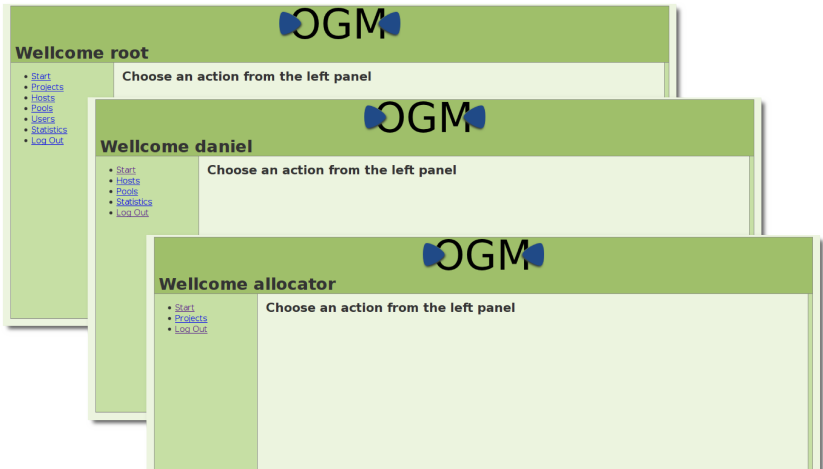 OGM
Wellcome root
Start
Projects
Hosts
Pools
Users
Statistics
Log Out
Choose an action from the left panel
OGM
Wellcome daniel
Start
Hosts
Pools
Statistics
Log Out
Choose an action from the left panel
OGM
Wellcome allocator
Start
Projects
Log Out
Choose an action from the left panel